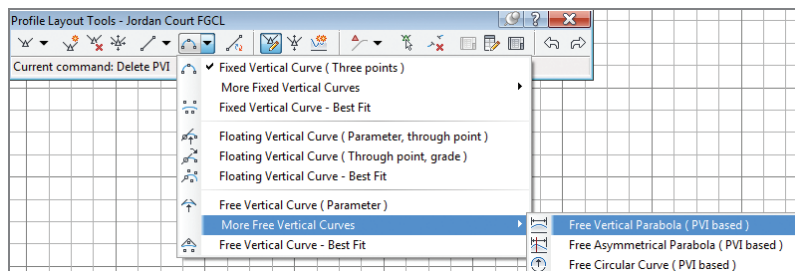 Profile Layout Tools - Jordan Court FGCL
Current command: Delete PVI
Fixed Vertical Curve ( Three points )
More Fixed Vertical Curves
Fixed Vertical Curve - Best Fit
Floating Vertical Curve ( Parameter, through point )
Floating Vertical Curve ( Through point, grade )
Floating Vertical Curve - Best Fit
Free Vertical Curve ( Parameter )
More Free Vertical Curves
Free Vertical Curve - Best Fit
Free Vertical Parabola ( PVI based )
Free Asymmetrical Parabola ( PVI based )
Free Circular Curve ( PVI based )